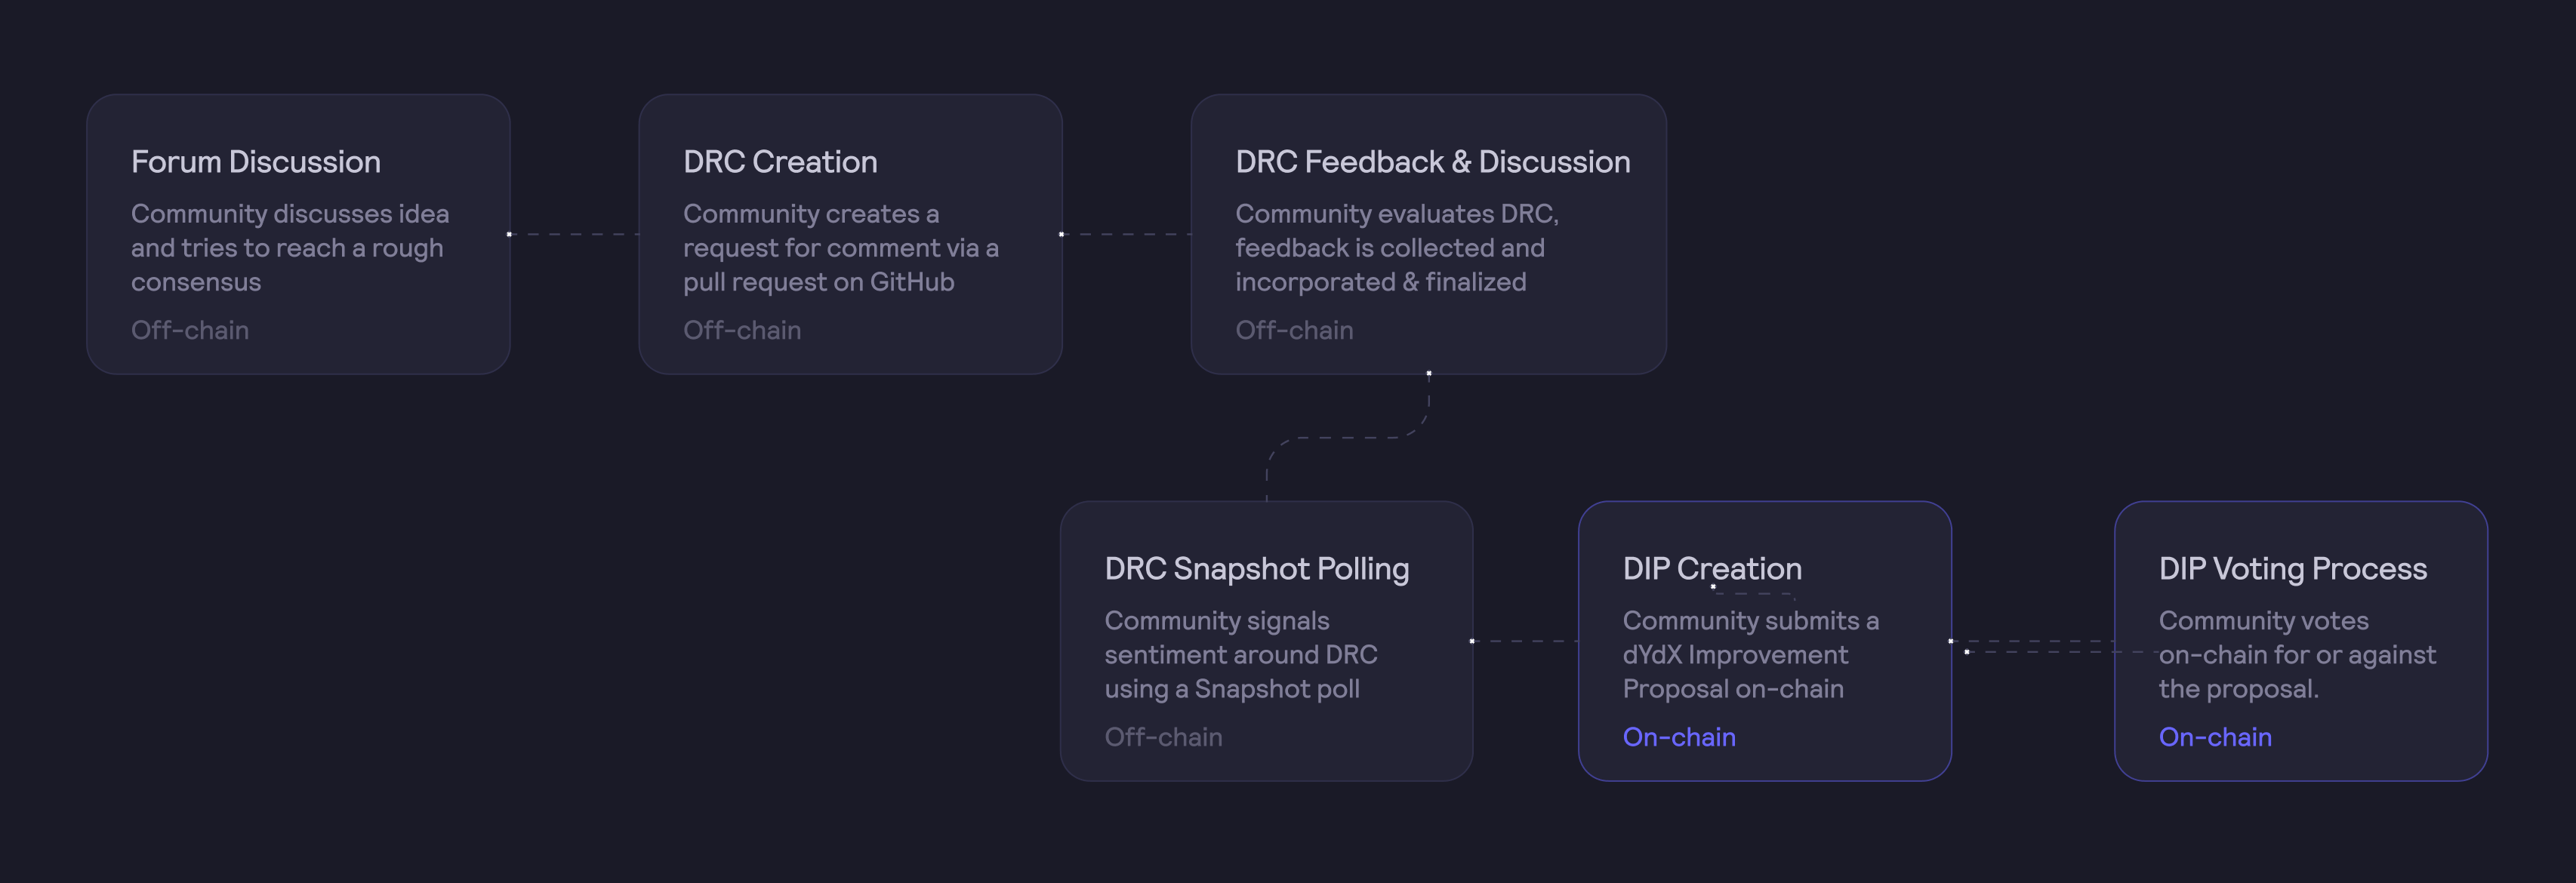 Forum Discussion
Community discusses idea
and tries to reach a rough
consensus
Off-chain
DRC Creation
Community creates a
request for comment via a
pull request on GitHub
Off-chain
DRC Feedback & Discussion
Community evaluates DRC,
feedback is collected and
incorporated & finalized
Off-chain
DRC Snapshot Polling
Community signals
sentiment around DRC
using a Snapshot poll
Off-chain
DIP Creation
Community submits a
dYdX Improvement
Proposal on-chain
On-chain
DIP Voting Process
Community votes
on-chain for or against
the proposal.
On-chain